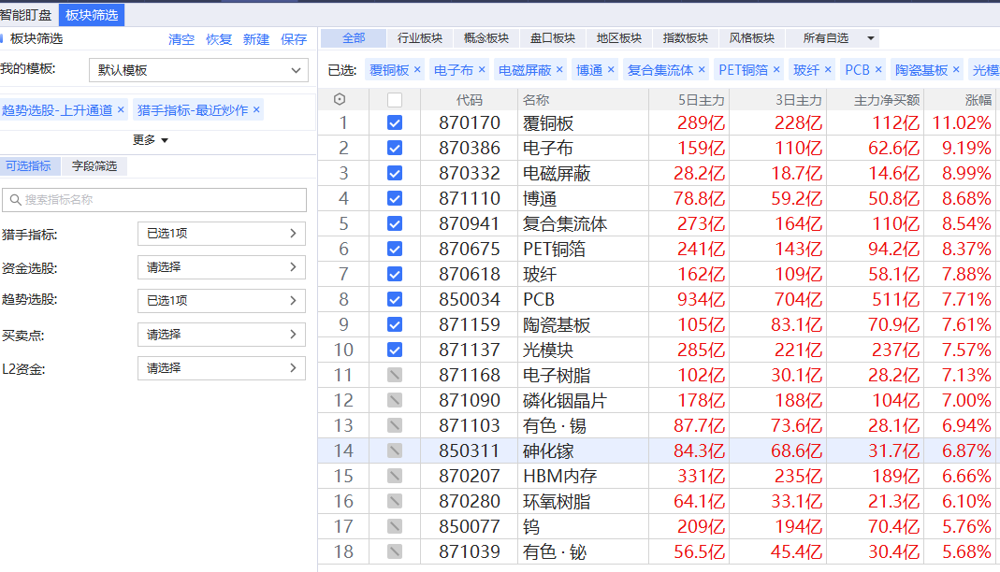 智能盯盘 板块筛选
板块筛选 清空 恢复 新建 保存
我的模板: 默认模板
趋势选股-上升通道 × 猎手指标-最近炒作 ×
更多
可选指标 字段筛选
搜索指标名称
猎手指标: 已选1项
资金选股: 请选择
趋势选股: 已选1项
买卖点: 请选择
L2资金: 请选择
全部 行业板块 概念板块 盘口板块 地区板块 指数板块 风格板块 所有自选
已选: 覆铜板 × 电子布 × 电磁屏蔽 × 博通 × 复合集流体 × PET铜箔 × 玻纤 × PCB × 陶瓷基板 × 光模
代码 名称 5日主力 3日主力 主力净买额 涨幅
1 870170 覆铜板 289亿 228亿 112亿 11.02%
2 870386 电子布 159亿 110亿 62.6亿 9.19%
3 870332 电磁屏蔽 28.2亿 18.7亿 14.6亿 8.99%
4 871110 博通 78.8亿 59.2亿 50.8亿 8.68%
5 870941 复合集流体 273亿 164亿 110亿 8.54%
6 870675 PET铜箔 241亿 143亿 94.2亿 8.37%
7 870618 玻纤 162亿 109亿 58.1亿 7.88%
8 850034 PCB 934亿 704亿 511亿 7.71%
9 871159 陶瓷基板 105亿 83.1亿 70.9亿 7.61%
10 871137 光模块 285亿 221亿 237亿 7.57%
11 871168 电子树脂 102亿 30.1亿 28.2亿 7.13%
12 871090 磷化铟晶片 178亿 188亿 104亿 7.00%
13 871103 有色·锡 87.7亿 73.6亿 28.1亿 6.94%
14 850311 砷化镓 84.3亿 68.6亿 31.7亿 6.87%
15 870207 HBM内存 331亿 235亿 189亿 6.66%
16 870280 环氧树脂 64.1亿 33.1亿 21.3亿 6.10%
17 850077 钨 209亿 194亿 70.4亿 5.76%
18 871039 有色·铋 56.5亿 45.4亿 30.4亿 5.68%